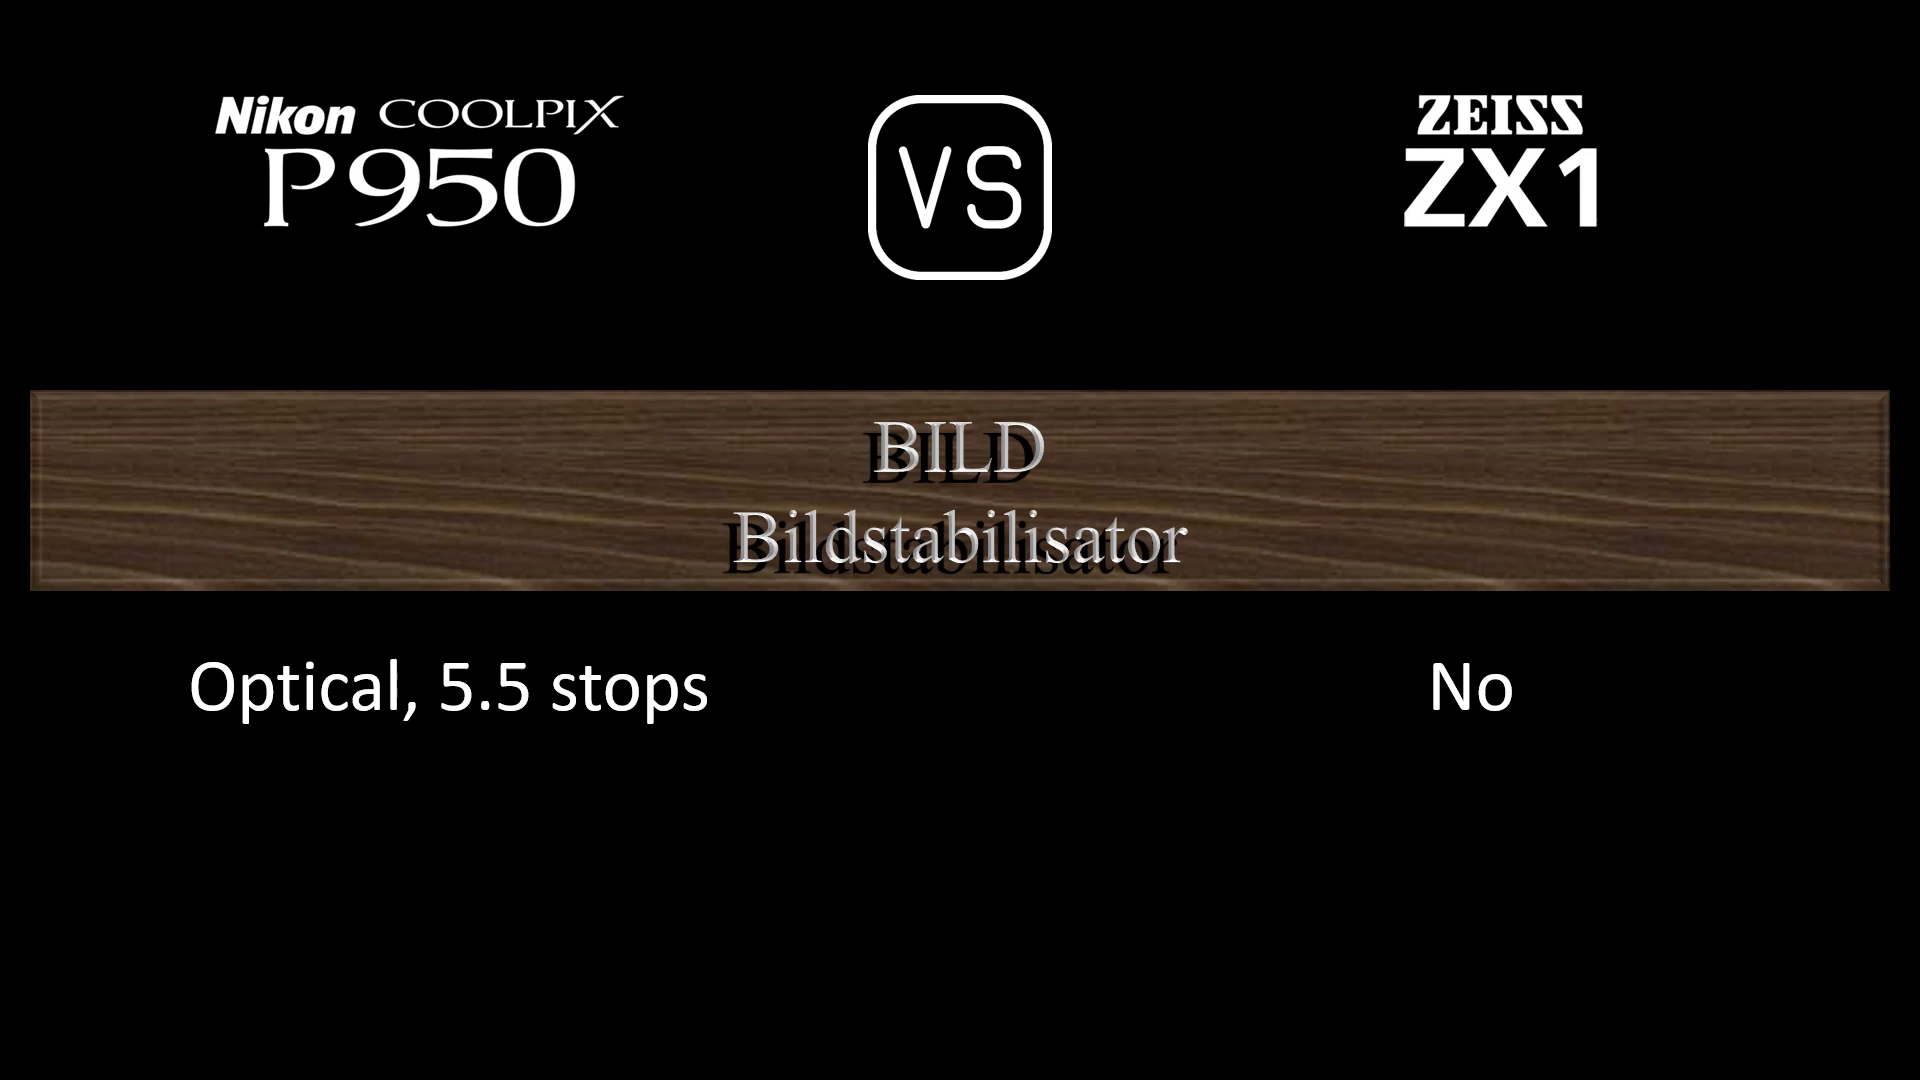 Nikon COOLPIX
P950
VS
ZEISS
ZX1
BILD
Bildstabilisator
Optical, 5.5 stops
No